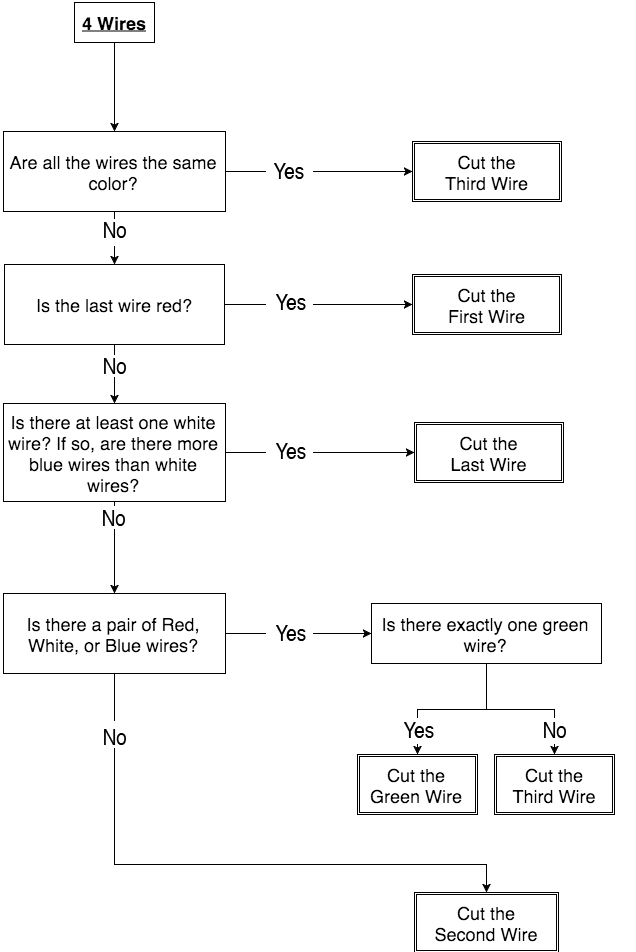 4 Wires
Are all the wires the same
color?
Yes
Cut the
Third Wire
No
Is the last wire red?
Yes
Cut the
First Wire
No
Is there at least one white
wire? If so, are there more
blue wires than white
wires?
Yes
Cut the
Last Wire
No
Is there a pair of Red,
White, or Blue wires?
Yes
Is there exactly one green
wire?
Yes
No
Cut the
Green Wire
Cut the
Third Wire
No
Cut the
Second Wire